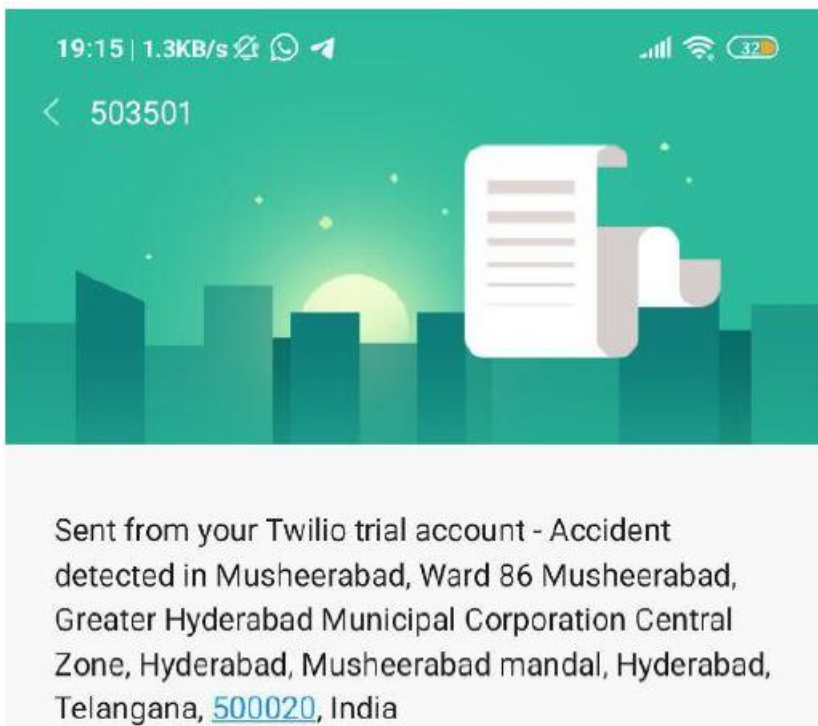 19:15 | 1.3KB/s
32
503501
Sent from your Twilio trial account - Accident
detected in Musheerabad, Ward 86 Musheerabad,
Greater Hyderabad Municipal Corporation Central
Zone, Hyderabad, Musheerabad mandal, Hyderabad,
Telangana, 500020, India